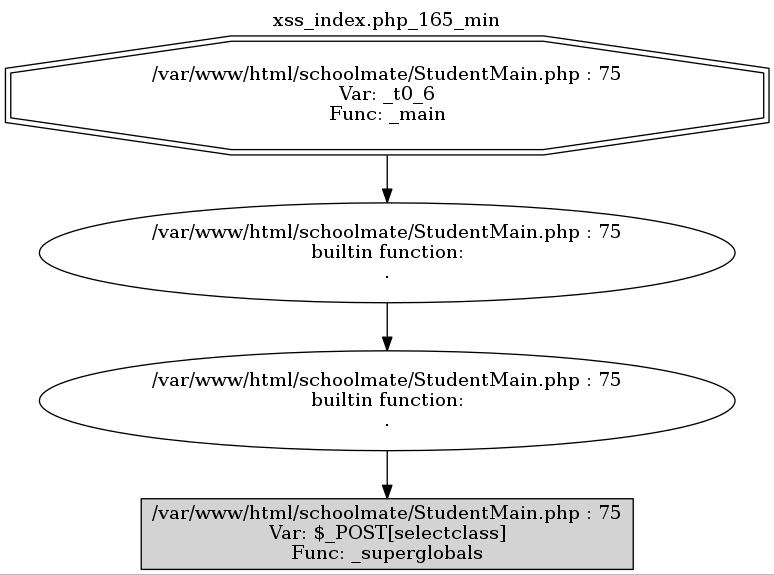 xss_index.php_165_min
/var/www/html/schoolmate/StudentMain.php : 75
Var: _t0_6
Func: _main
/var/www/html/schoolmate/StudentMain.php : 75
builtin function:
.
/var/www/html/schoolmate/StudentMain.php : 75
builtin function:
.
/var/www/html/schoolmate/StudentMain.php : 75
Var: $_POST[selectclass]
Func: _superglobals